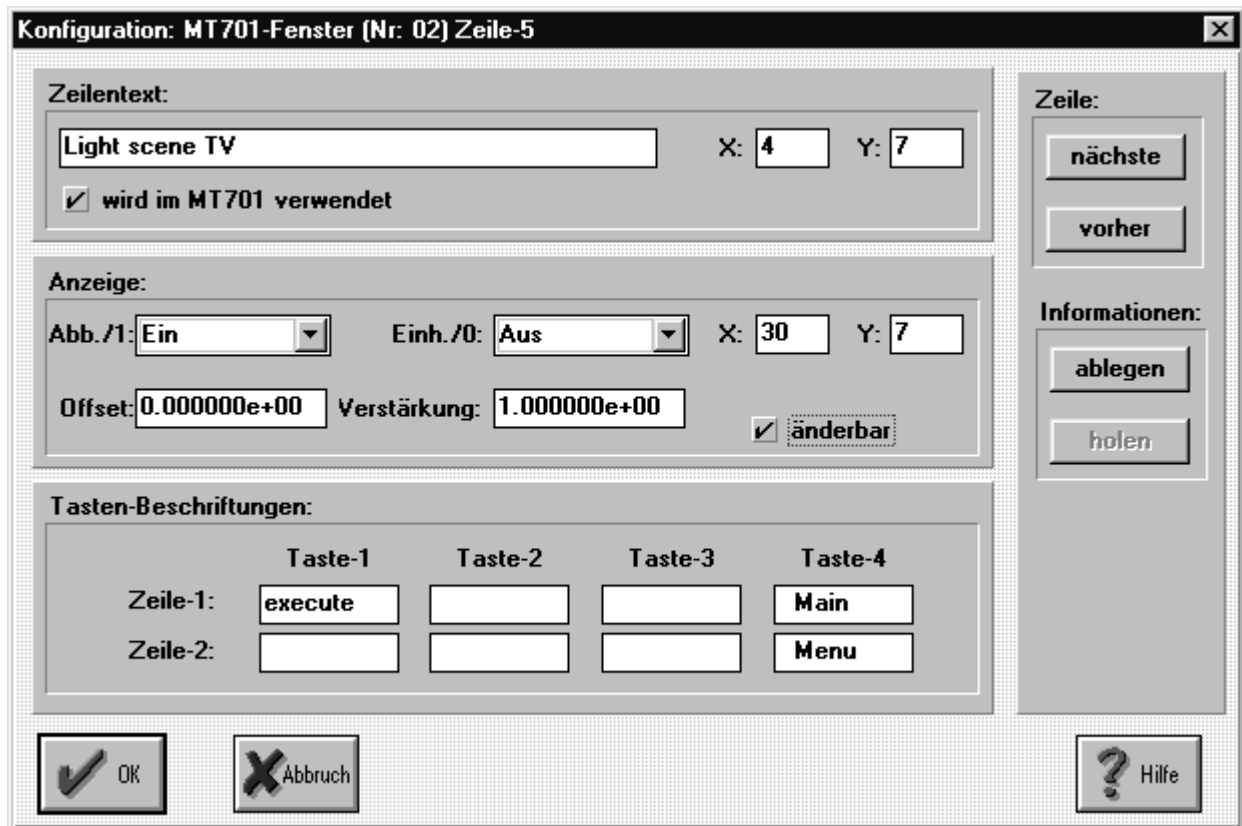 Konfiguration: MT701-Fenster (Nr: 02) Zeile-5
Zeilentext:
Light scene TV X: 4 Y: 7
wird im MT701 verwendet
Anzeige:
Abb./1: Ein Einh./0: Aus X: 30 Y: 7
Offset: 0.000000e+00 Verstärkung: 1.000000e+00 änderbar
Tasten-Beschriftungen:
Taste-1 Taste-2 Taste-3 Taste-4
Zeile-1: execute Main
Zeile-2: Menu
Zeile:
nächste
vorher
Informationen:
ablegen
holen
OK Abbruch Hilfe